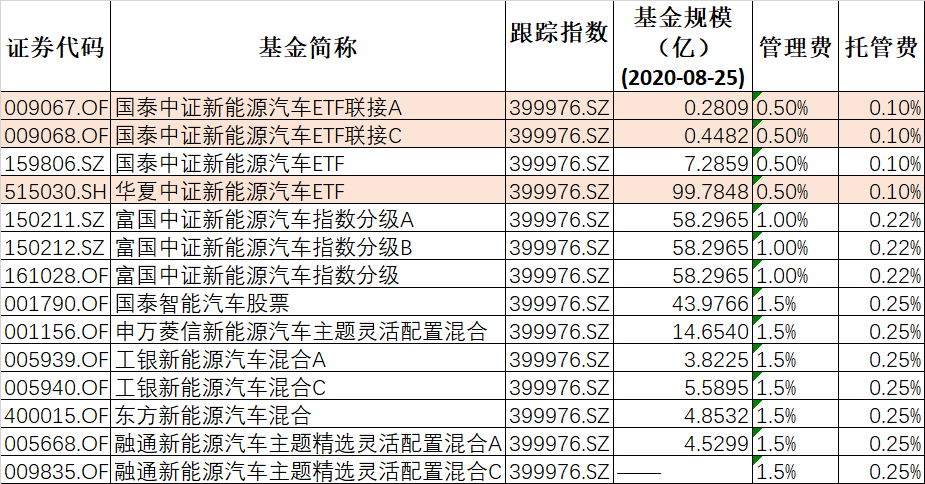 证券代码 基金简称 跟踪指数 基金规模（亿）(2020-08-25) 管理费 托管费
009067.OF 国泰中证新能源汽车ETF联接A 399976.SZ 0.2809 0.50% 0.10%
009068.OF 国泰中证新能源汽车ETF联接C 399976.SZ 0.4482 0.50% 0.10%
159806.SZ 国泰中证新能源汽车ETF 399976.SZ 7.2859 0.50% 0.10%
515030.SH 华夏中证新能源汽车ETF 399976.SZ 99.7848 0.50% 0.10%
150211.SZ 富国中证新能源汽车指数分级A 399976.SZ 58.2965 1.00% 0.22%
150212.SZ 富国中证新能源汽车指数分级B 399976.SZ 58.2965 1.00% 0.22%
161028.OF 富国中证新能源汽车指数分级 399976.SZ 58.2965 1.00% 0.22%
001790.OF 国泰智能汽车股票 399976.SZ 43.9766 1.5% 0.25%
001156.OF 申万菱信新能源汽车主题灵活配置混合 399976.SZ 14.6540 1.5% 0.25%
005939.OF 工银新能源汽车混合A 399976.SZ 3.8225 1.5% 0.25%
005940.OF 工银新能源汽车混合C 399976.SZ 5.5895 1.5% 0.25%
400015.OF 东方新能源汽车混合 399976.SZ 4.8532 1.5% 0.25%
005668.OF 融通新能源汽车主题精选灵活配置混合A 399976.SZ 4.5299 1.5% 0.25%
009835.OF 融通新能源汽车主题精选灵活配置混合C 399976.SZ —— 1.5% 0.25%